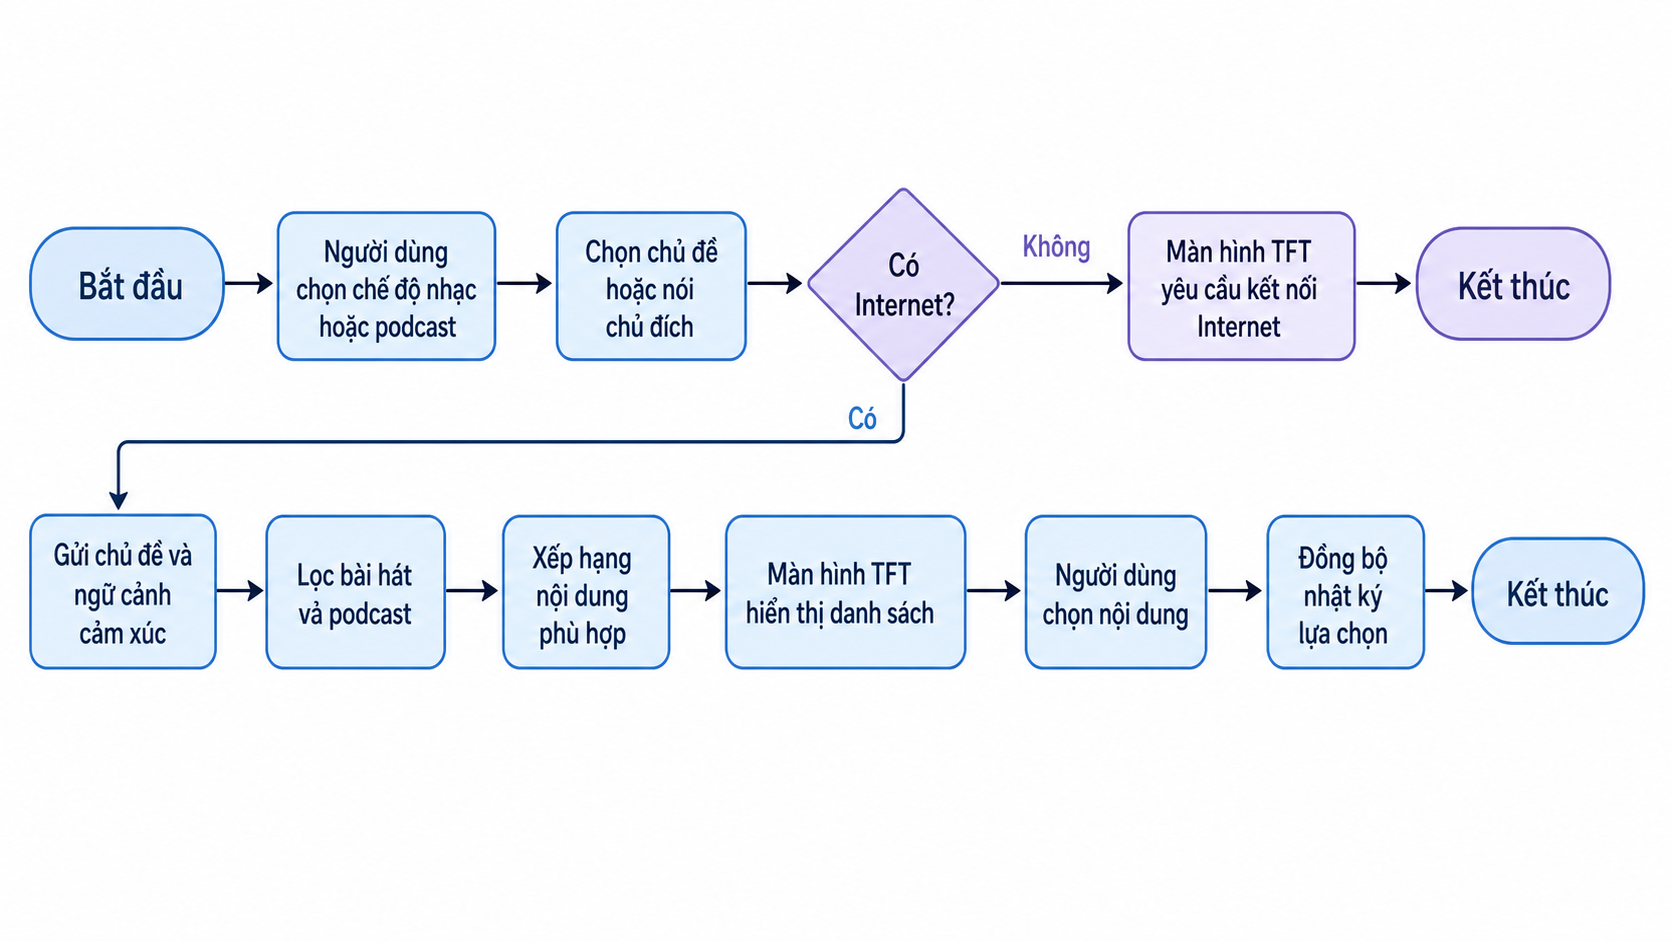 Bắt đầu
Người dùng
chọn chế độ nhạc
hoặc podcast
Chọn chủ đề
hoặc nói
chủ đích
Có
Internet?
Không
Màn hình TFT
yêu cầu kết nối
Internet
Kết thúc
Có
Gửi chủ đề và
ngữ cảnh
cảm xúc
Lọc bài hát
vả podcast
Xếp hạng
nội dung
phù hợp
Màn hình TFT
hiển thị danh sách
Người dùng
chọn nội dung
Đồng bộ
nhật ký
lựa chọn
Kết thúc